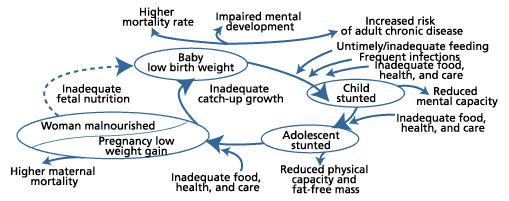 Higher
mortality rate
Impaired mental
development
Increased risk
of adult chronic disease
Untimely/inadequate feeding
Frequent infections
Inadequate food,
health, and care
Baby
low birth weight
Inadequate
fetal nutrition
Inadequate
catch-up growth
Child
stunted
Reduced
mental capacity
Inadequate food,
health, and care
Woman malnourished
Pregnancy low
weight gain
Adolescent
stunted
Higher maternal
mortality
Inadequate food,
health, and care
Reduced physical
capacity and
fat-free mass